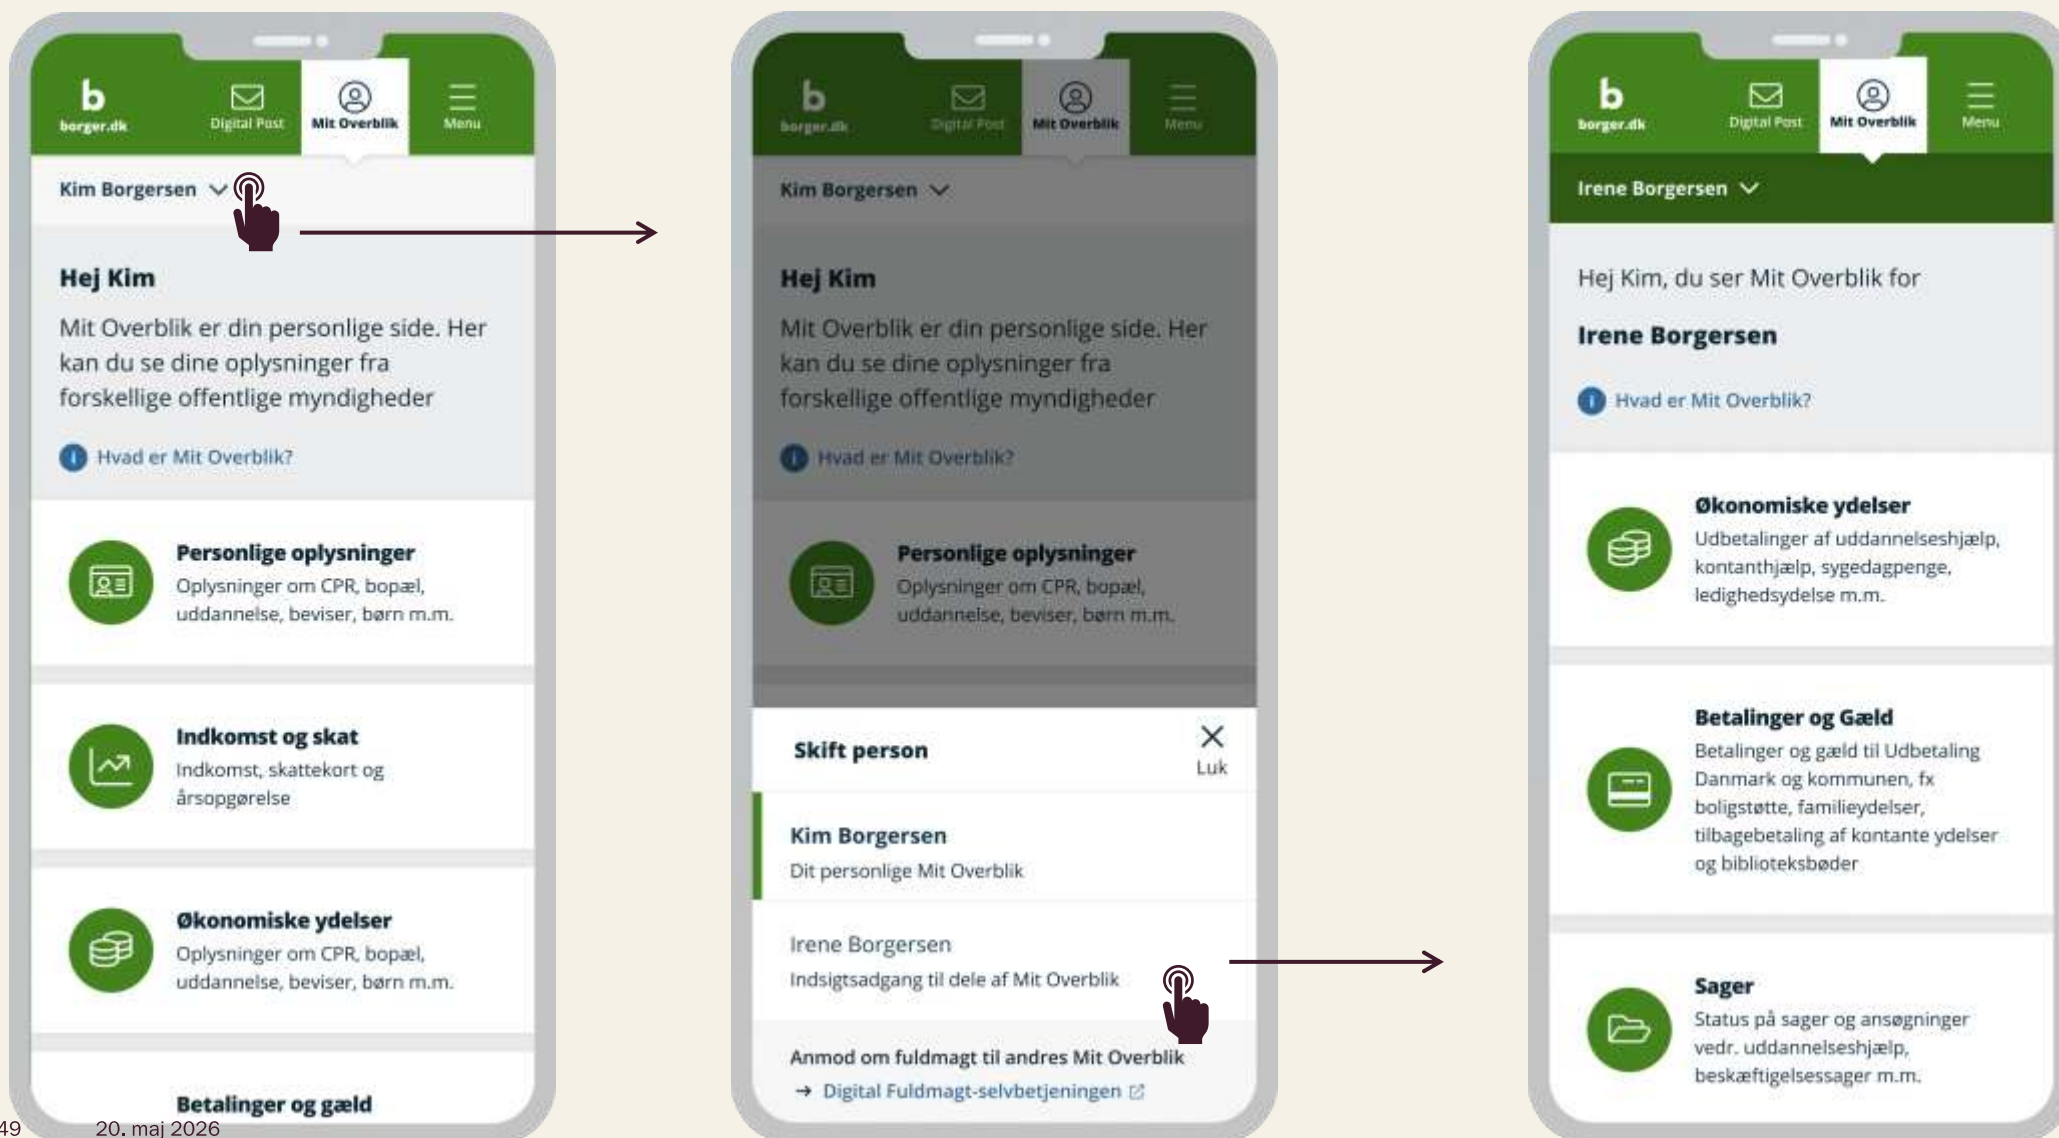 b
borger.dk
Digital Post
Mit Overblik
Menu
Kim Borgersen
Hej Kim
Mit Overblik er din personlige side. Her
kan du se dine oplysninger fra
forskellige offentlige myndigheder
Hvad er Mit Overblik?
Personlige oplysninger
Oplysninger om CPR, bopæl,
uddannelse, beviser, børn m.m.
Indkomst og skat
Indkomst, skattekort og
årsopgørelse
Økonomiske ydelser
Oplysninger om CPR, bopæl,
uddannelse, beviser, børn m.m.
Betalinger og gæld
b
borger.dk
Digital Post
Mit Overblik
Menu
Kim Borgersen
Hej Kim
Mit Overblik er din personlige side. Her
kan du se dine oplysninger fra
forskellige offentlige myndigheder
Hvad er Mit Overblik?
Personlige oplysninger
Oplysninger om CPR, bopæl,
uddannelse, beviser, børn m.m.
Skift person
Luk
Kim Borgersen
Dit personlige Mit Overblik
Irene Borgersen
Indsigtsadgang til dele af Mit Overblik
Anmod om fuldmagt til andres Mit Overblik
→ Digital Fuldmagt-selvbetjeningen
b
borger.dk
Digital Post
Mit Overblik
Menu
Irene Borgersen
Hej Kim, du ser Mit Overblik for
Irene Borgersen
Hvad er Mit Overblik?
Økonomiske ydelser
Udbetalinger af uddannelseshjælp,
kontanthjælp, sygedagpenge,
ledighedsydelse m.m.
Betalinger og Gæld
Betalinger og gæld til Udbetaling
Danmark og kommunen, fx
boligstøtte, familieydelser,
tilbagebetaling af kontante ydelser
og biblioteksbøder
Sager
Status på sager og ansøgninger
vedr. uddannelseshjælp,
beskæftigelsessager m.m.
49 20. maj 2026